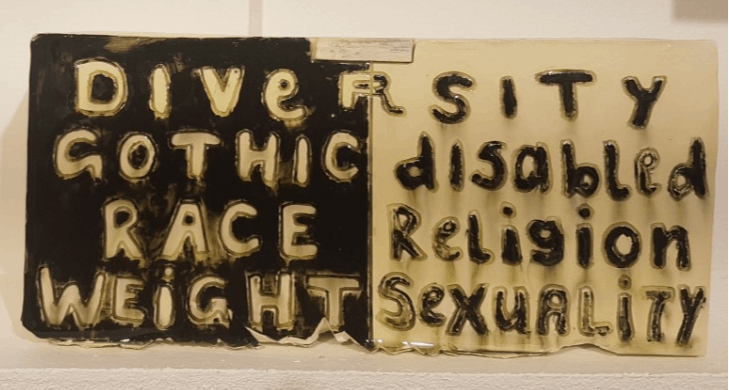 DiVeRSITY
GOTHIC disabled
RACE Religion
WEiGHT SeXUALiTY